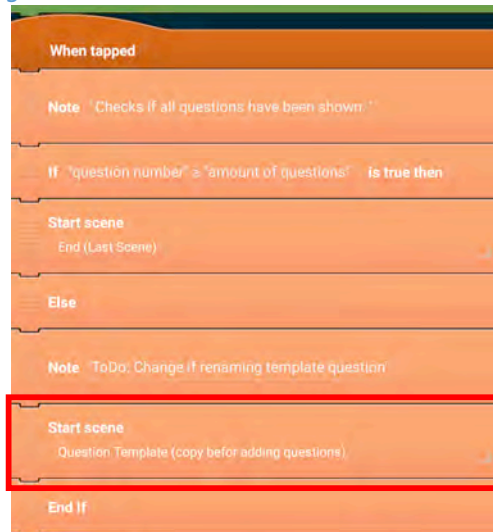 When tapped
Note 'Checks if all questions have been shown. '
If "question number" ≥ "amount of questions" is true then
Start scene
End (Last Scene)
Else
Note 'ToDo: Change if renaming template question'
Start scene
Question Template (copy befor adding questions)
End If